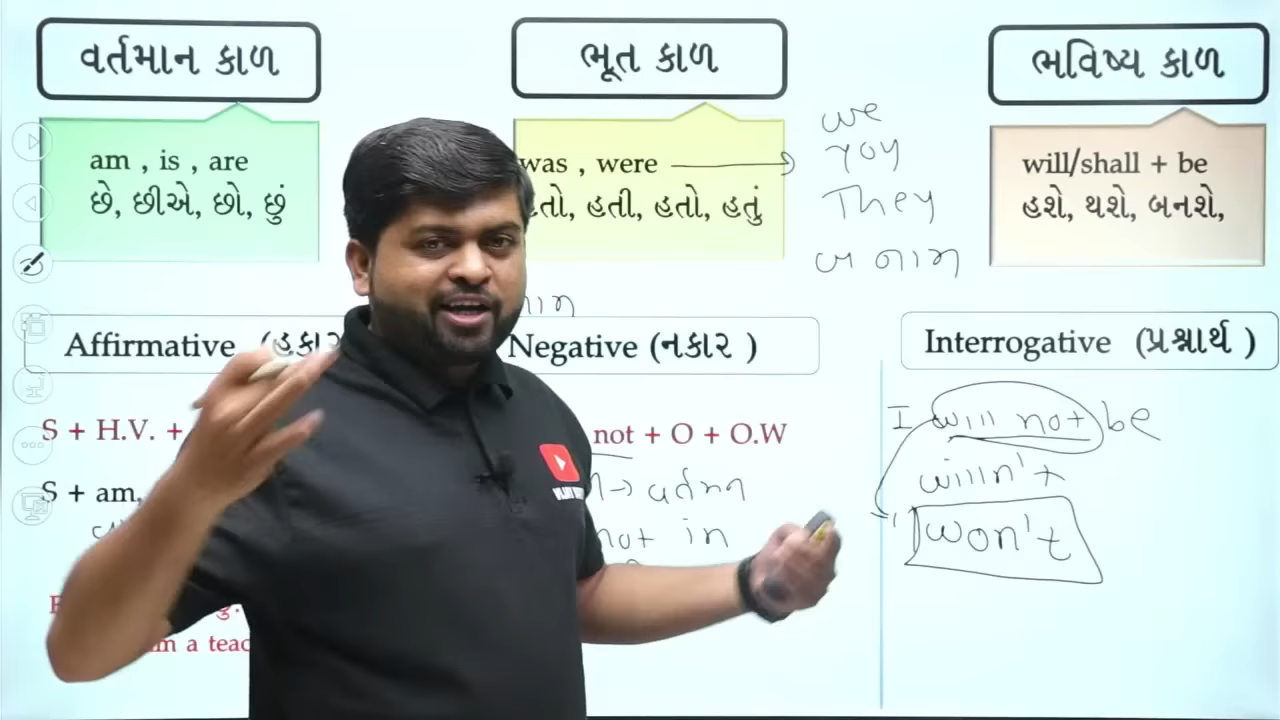 વર્તમાન કાળ
am , is , are
છે, છીએ, છો, છું
ભૂત કાળ
was , were
હતી, હતો, હતું
we
you
They
ભવિષ્ય કાળ
will/shall + be
હશે, થશે, બનશે,
Affirmative
Negative (નકાર )
Interrogative (પ્રશ્નાર્થ )
S + H.V. +
not + O + O.W
S + am,
not in
a
I will not be
willn't
won't